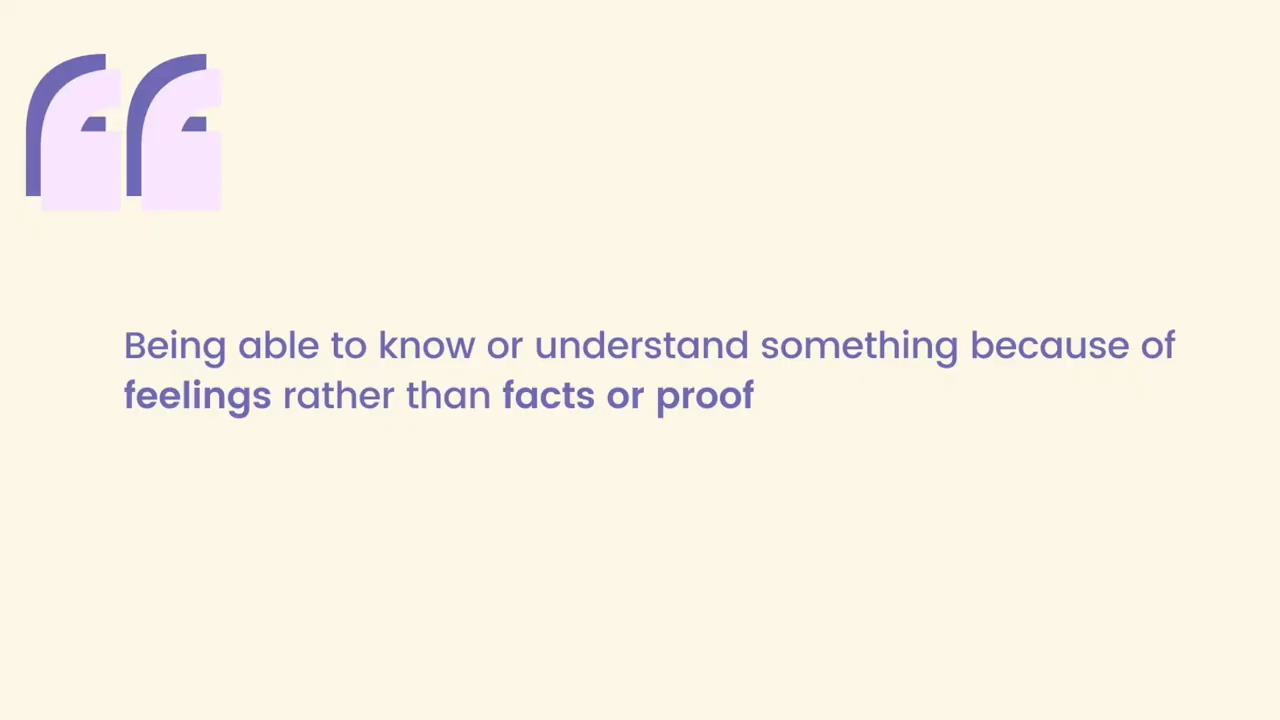 Being able to know or understand something because of
feelings rather than facts or proof